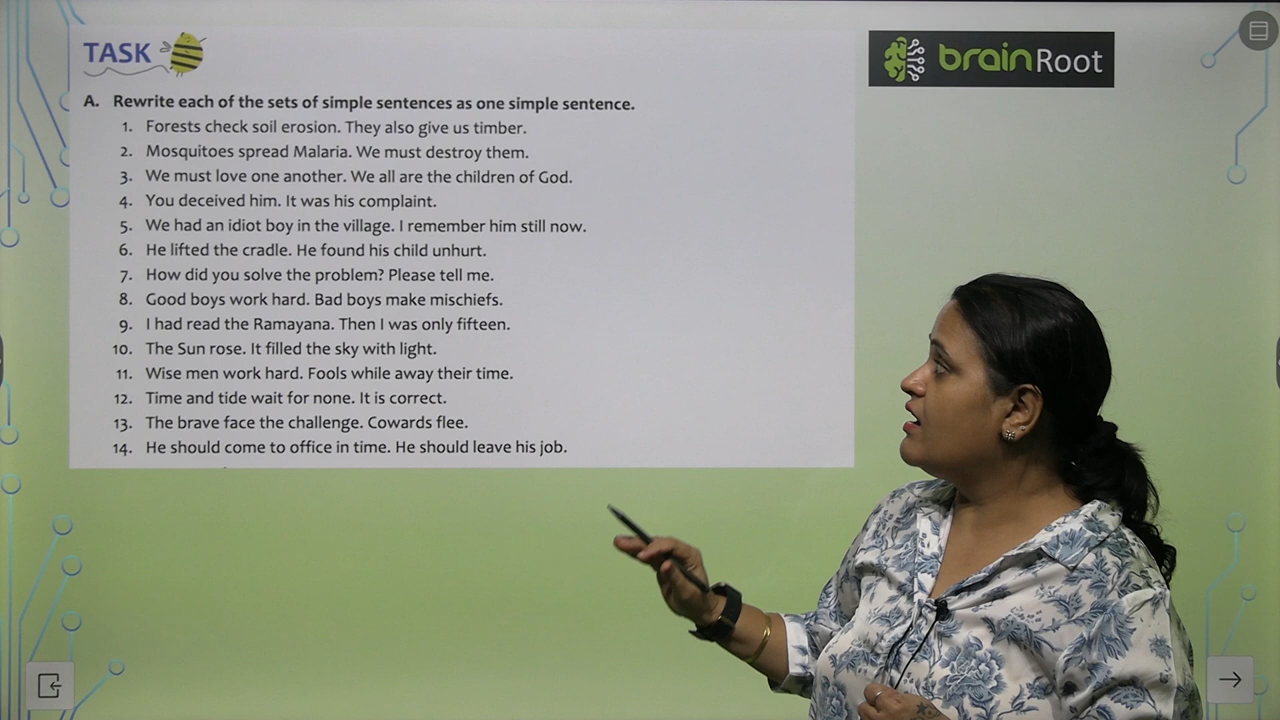 TASK
brainRoot
A. Rewrite each of the sets of simple sentences as one simple sentence.
1. Forests check soil erosion. They also give us timber.
2. Mosquitoes spread Malaria. We must destroy them.
3. We must love one another. We all are the children of God.
4. You deceived him. It was his complaint.
5. We had an idiot boy in the village. I remember him still now.
6. He lifted the cradle. He found his child unhurt.
7. How did you solve the problem? Please tell me.
8. Good boys work hard. Bad boys make mischiefs.
9. I had read the Ramayana. Then I was only fifteen.
10. The Sun rose. It filled the sky with light.
11. Wise men work hard. Fools while away their time.
12. Time and tide wait for none. It is correct.
13. The brave face the challenge. Cowards flee.
14. He should come to office in time. He should leave his job.